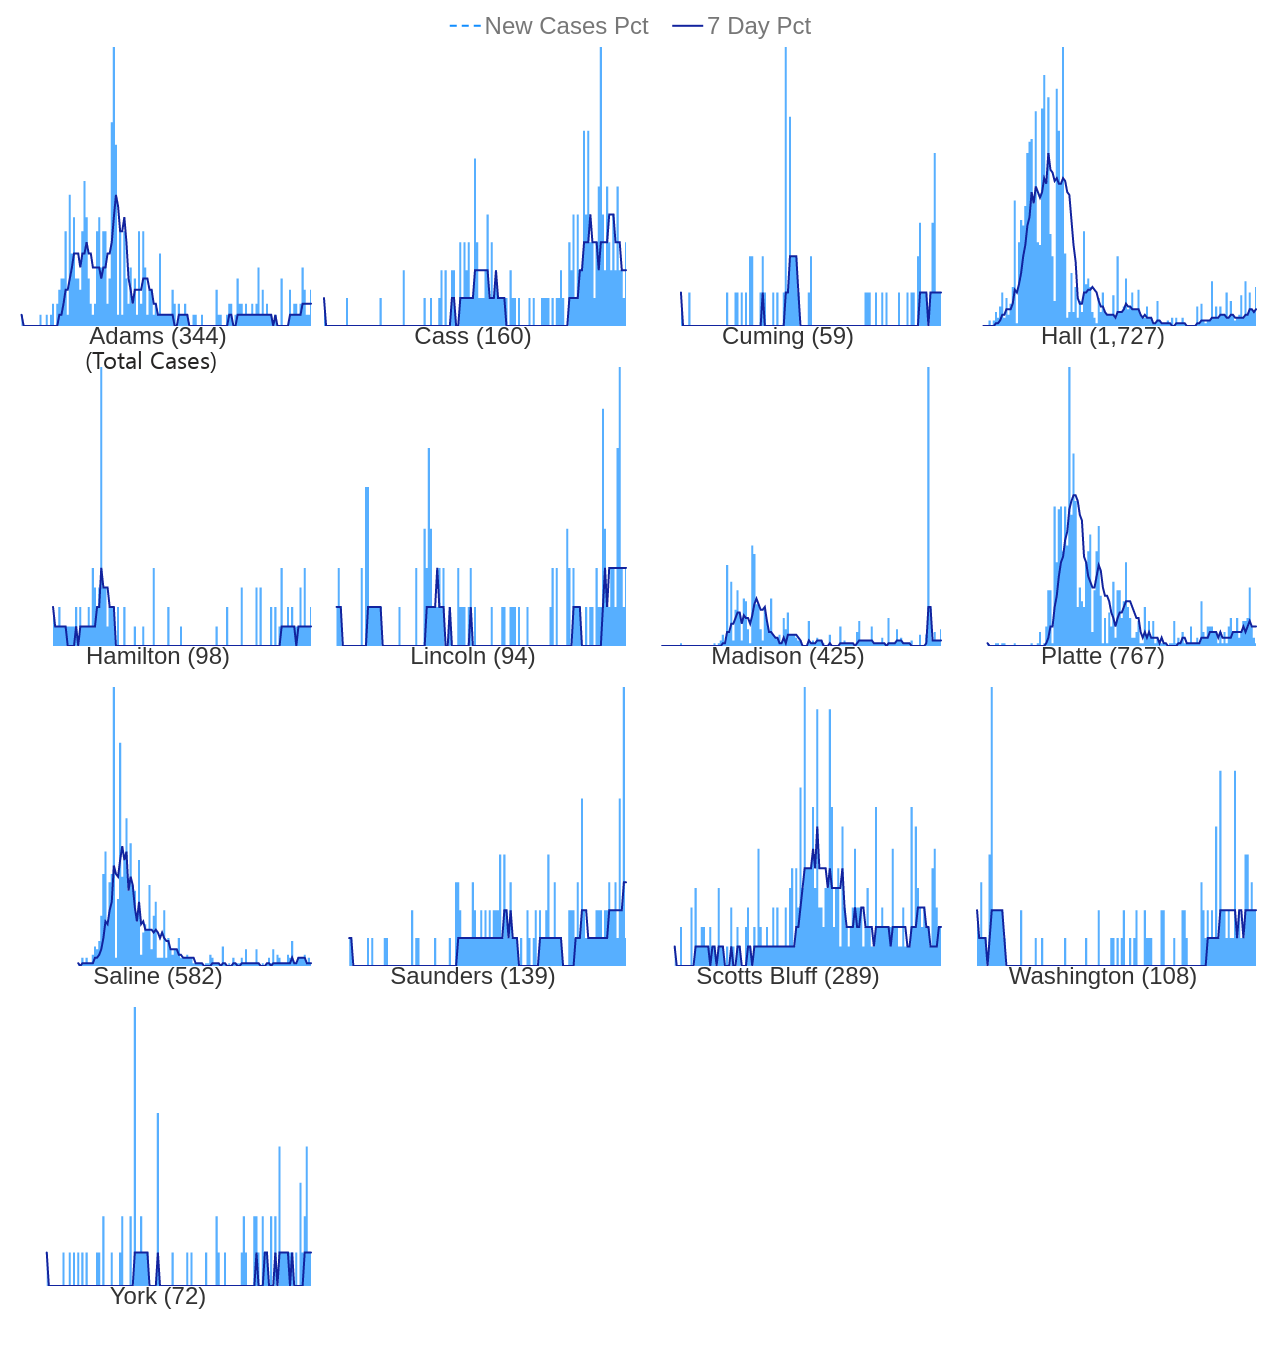 New Cases Pct 7 Day Pct
Adams (344) Cass (160) Cuming (59) Hall (1,727)
(Total Cases)
Hamilton (98) Lincoln (94) Madison (425) Platte (767)
Saline (582) Saunders (139) Scotts Bluff (289) Washington (108)
York (72)